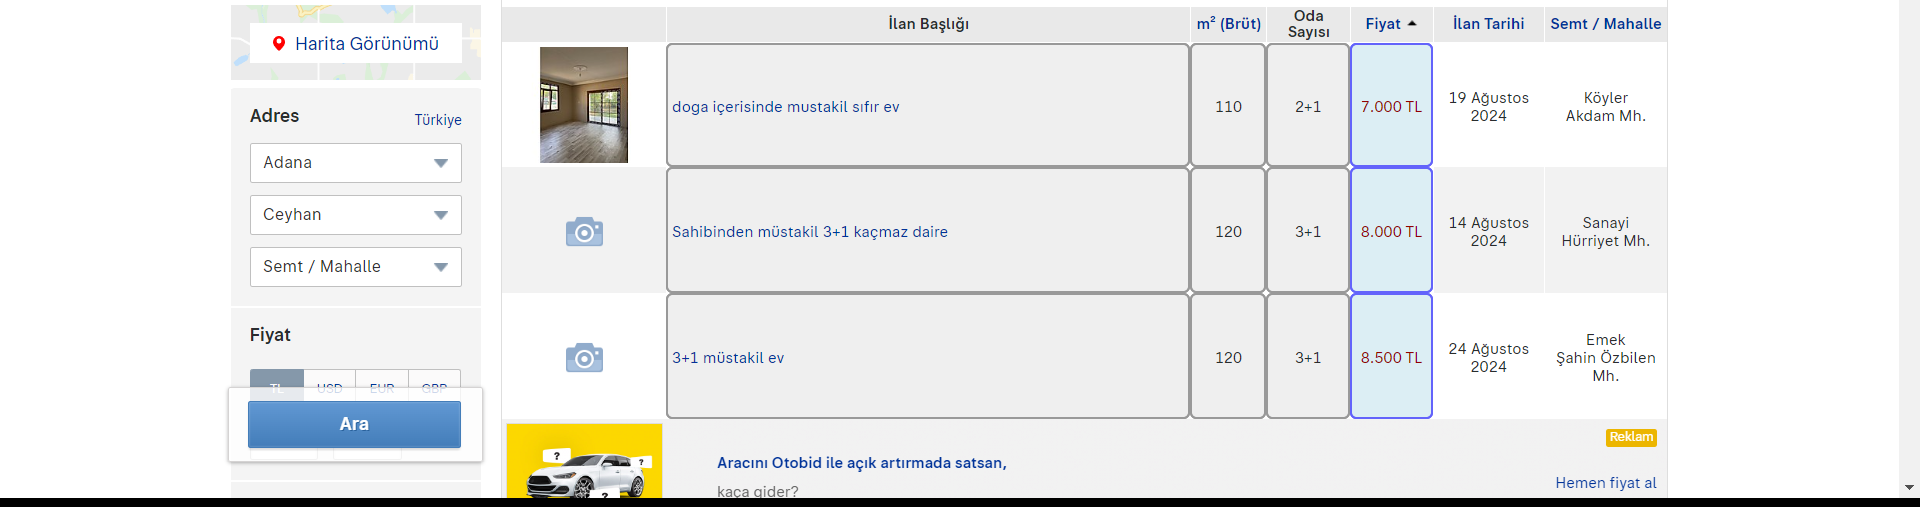 Harita Görünümü
Adres
Türkiye
Adana
Ceyhan
Semt / Mahalle
Fiyat
TL USD EUR GBP
Ara
İlan Başlığı
m² (Brüt)
Oda
Sayısı
Fiyat
İlan Tarihi
Semt / Mahalle
doga içerisinde mustakil sıfır ev
110
2+1
7.000 TL
19 Ağustos
2024
Köyler
Akdam Mh.
Sahibinden müstakil 3+1 kaçmaz daire
120
3+1
8.000 TL
14 Ağustos
2024
Sanayi
Hürriyet Mh.
3+1 müstakil ev
120
3+1
8.500 TL
24 Ağustos
2024
Emek
Şahin Özbilen
Mh.
?
?
?
Aracını Otobid ile açık artırmada satsan,
kaça gider?
Reklam
Hemen fiyat al